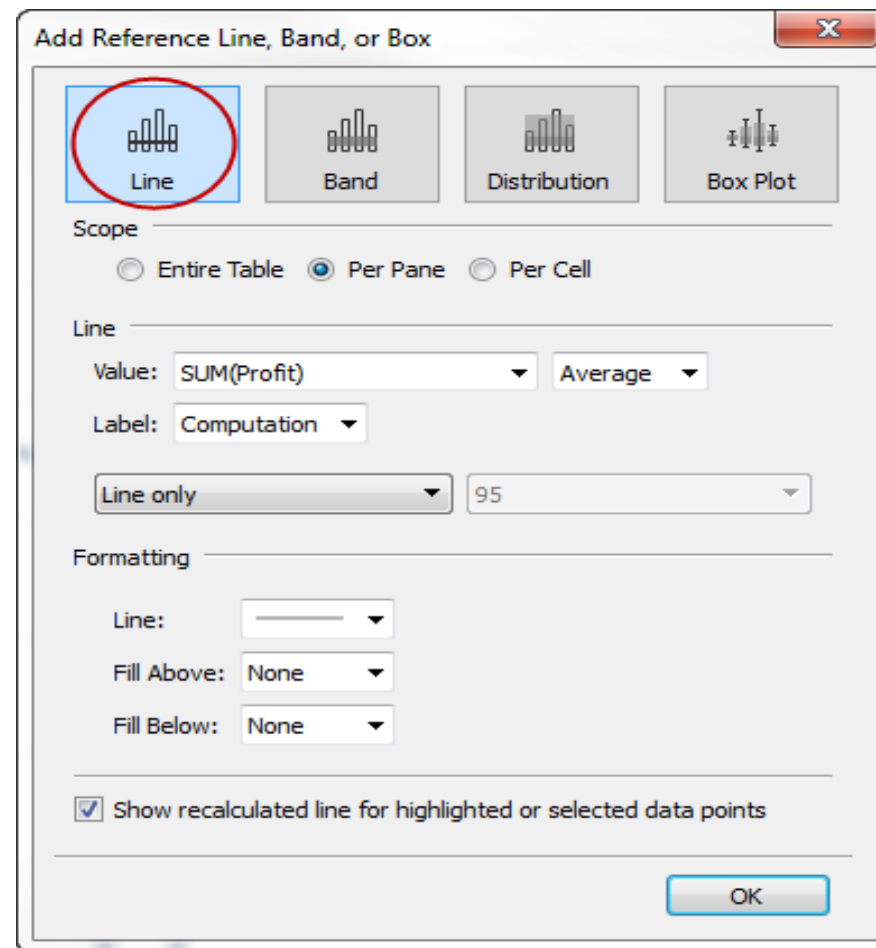 Add Reference Line, Band, or Box
Line Band Distribution Box Plot
Scope
Entire Table Per Pane Per Cell
Line
Value: SUM(Profit) Average
Label: Computation
Line only 95
Formatting
Line:
Fill Above: None
Fill Below: None
Show recalculated line for highlighted or selected data points
OK